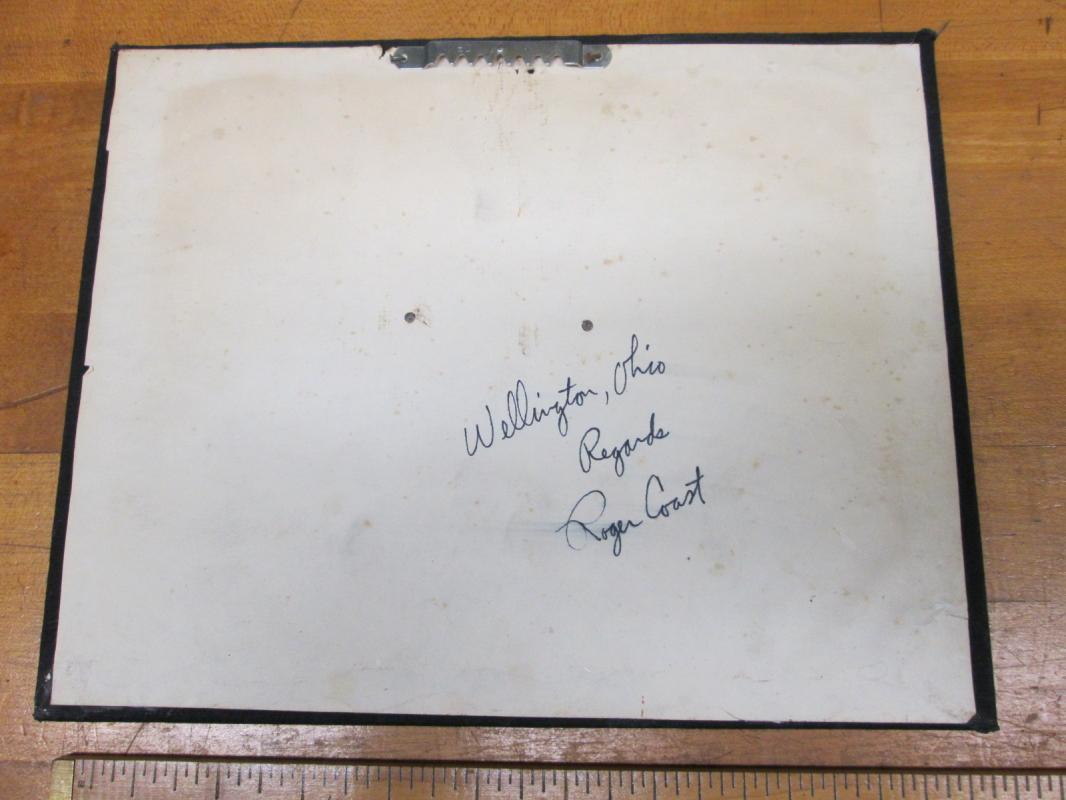 Wellington, Ohio
Regards
Roger Coast